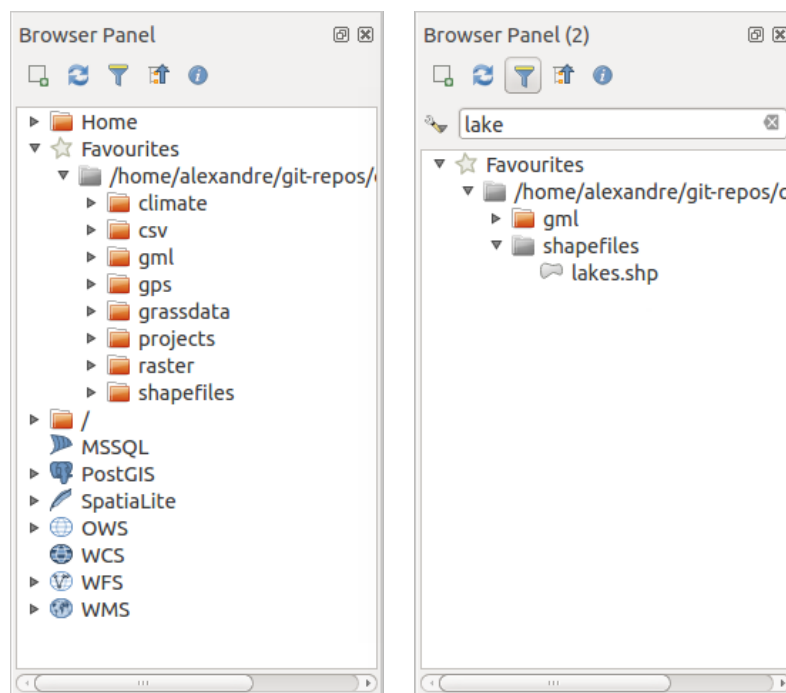 Browser Panel
Home
Favourites
/home/alexandre/git-repos/
climate
csv
gml
gps
grassdata
projects
raster
shapefiles
/
MSSQL
PostGIS
SpatiaLite
OWS
WCS
WFS
WMS
Browser Panel (2)
lake
Favourites
/home/alexandre/git-repos/
gml
shapefiles
lakes.shp